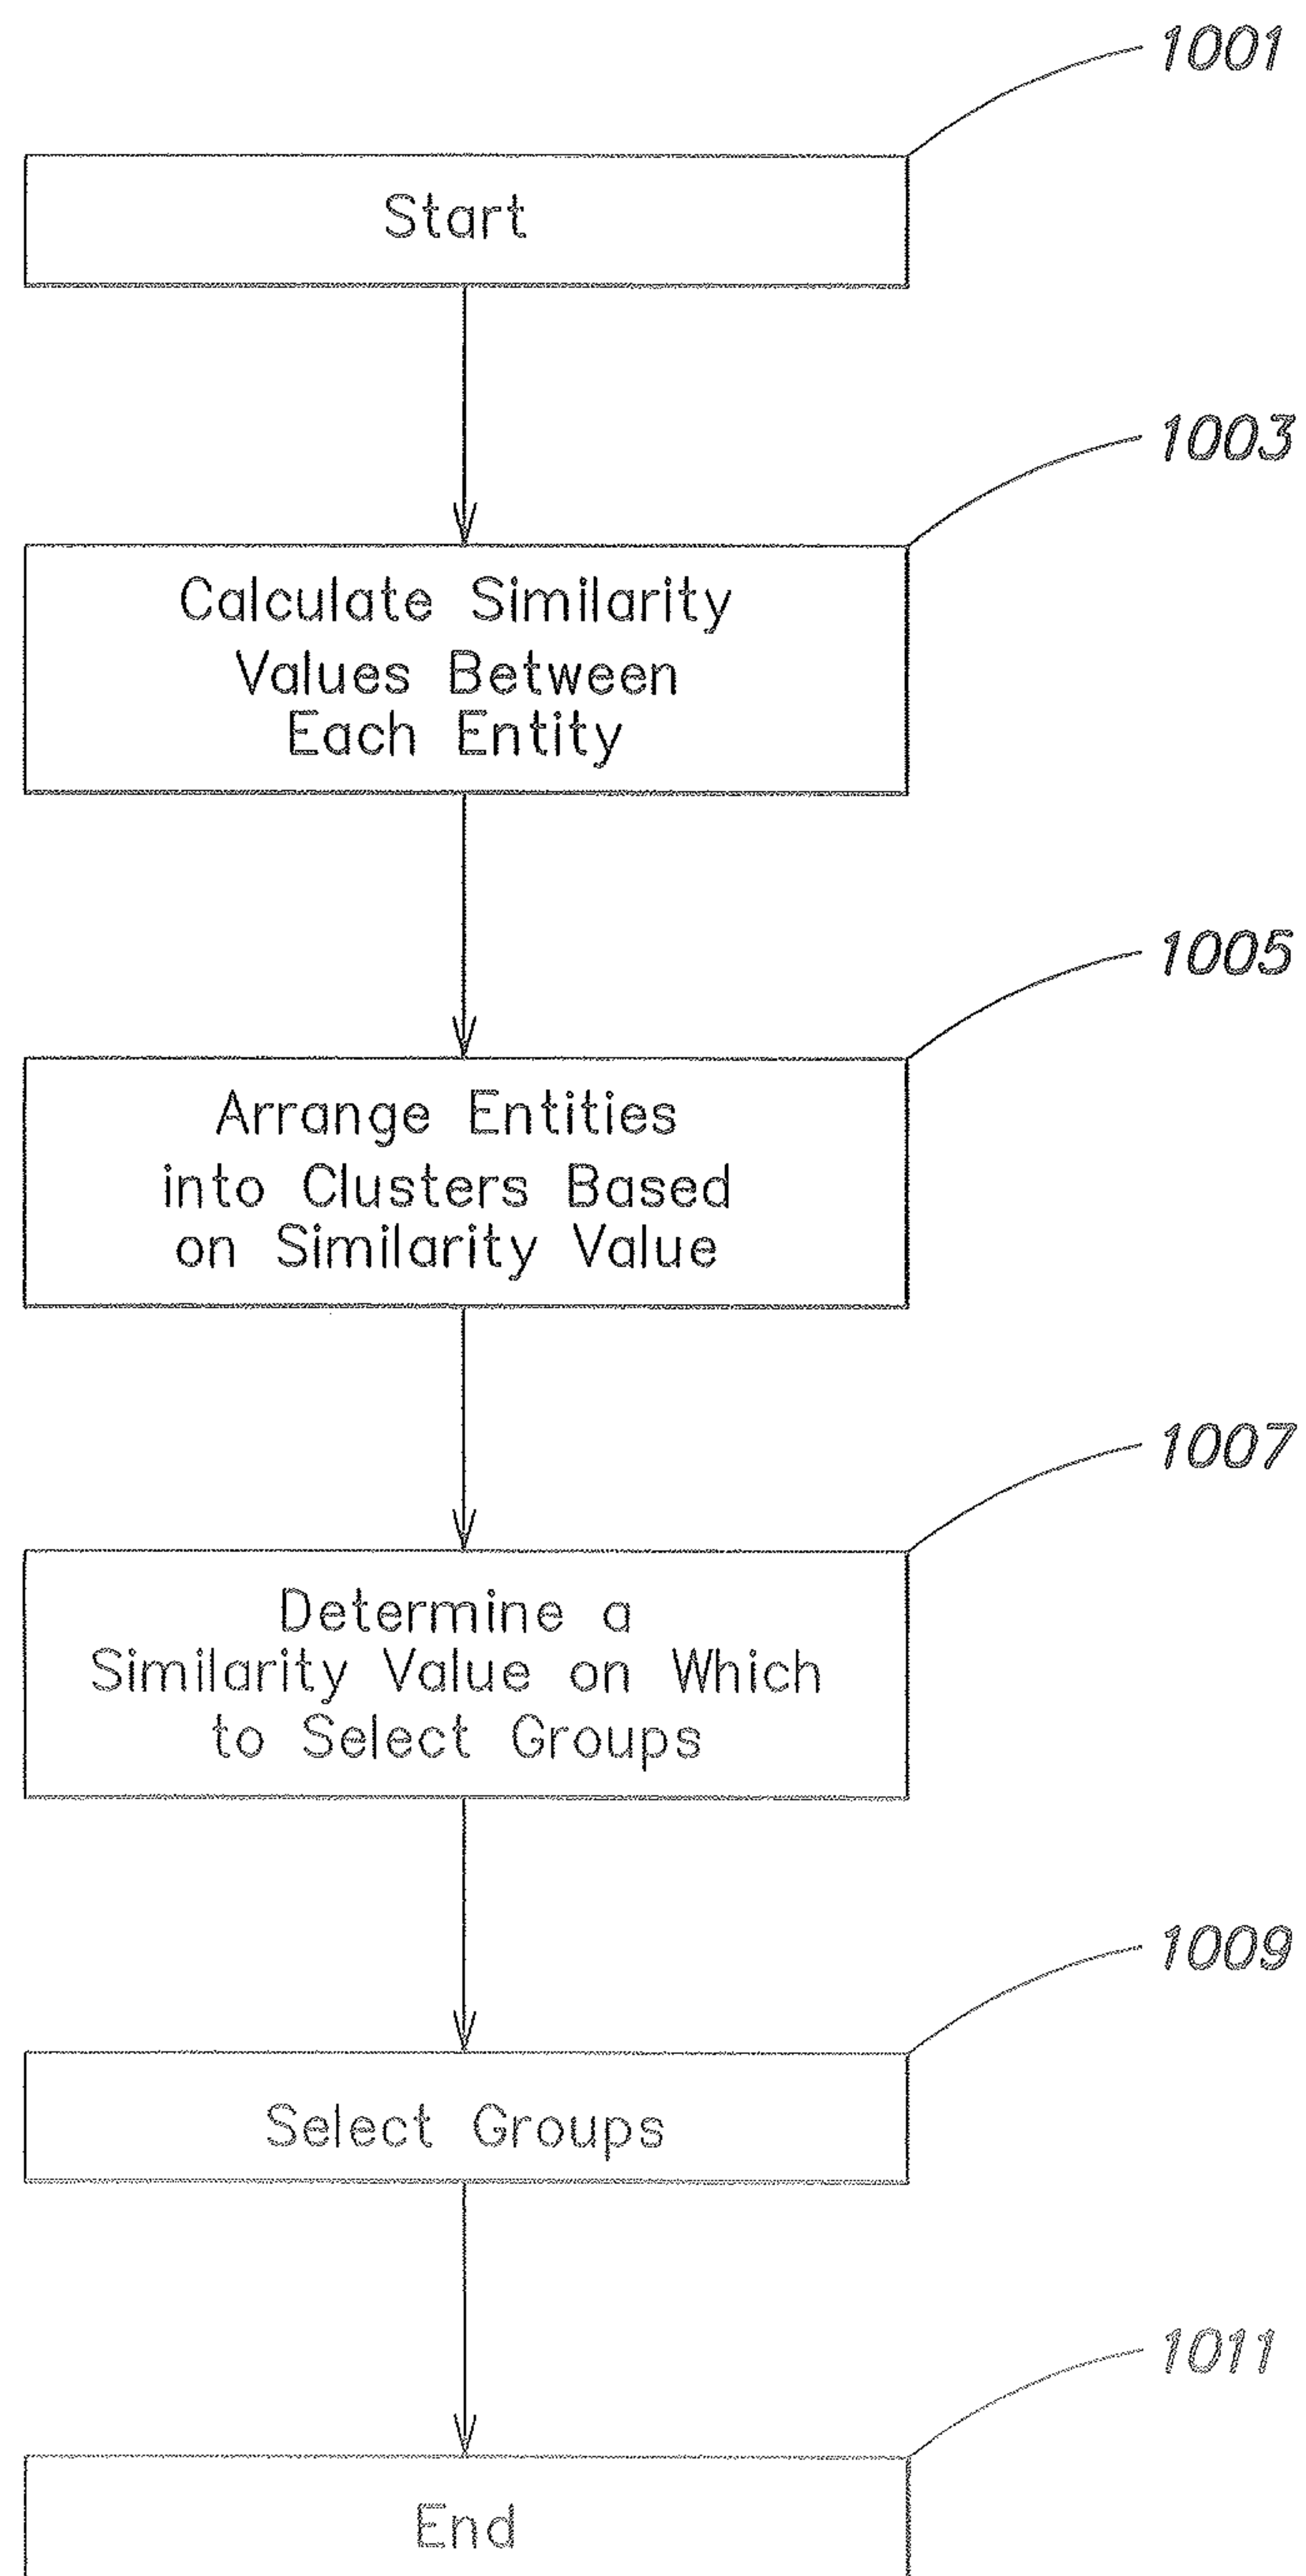 1001
Start
1003
Calculate Similarity
Values Between
Each Entity
1005
Arrange Entities
into Clusters Based
on Similarity Value
1007
Determine a
Similarity Value on Which
to Select Groups
1009
Select Groups
1011
End